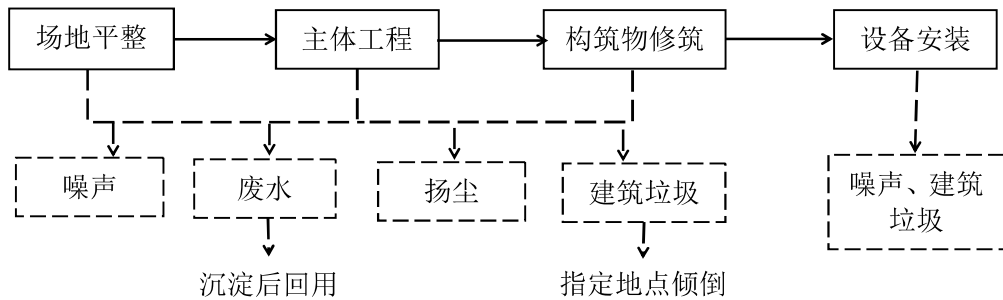 场地平整
主体工程
构筑物修筑
设备安装
噪声
废水
扬尘
建筑垃圾
噪声、建筑
垃圾
沉淀后回用
指定地点倾倒